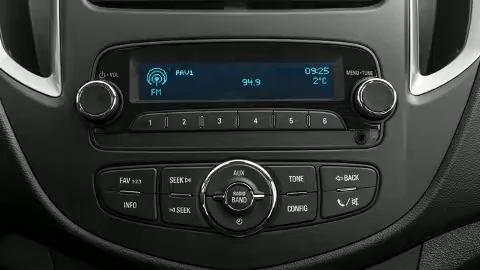 FAV1 09:25
94.9 2°C
FM
⏻•VOL MENU•TUNE
1 2 3 4 5 6
FAV 1•2•3 SEEK AUX TONE BACK
INFO SEEK RADIO BAND CONFIG